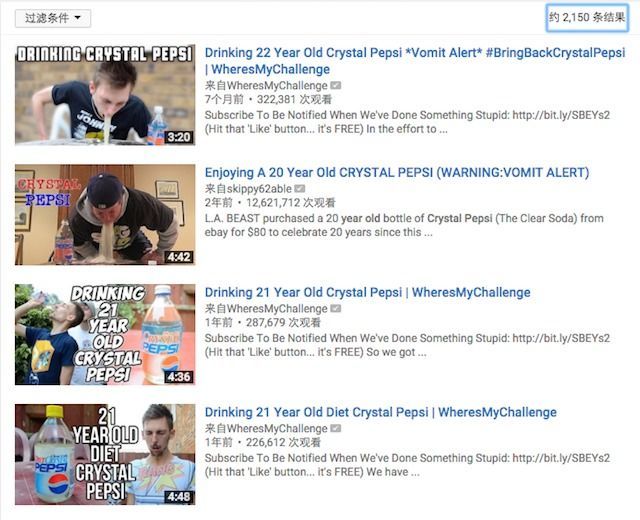 过滤条件
约 2,150 条结果
DRINKING CRYSTAL PEPSI
3:20
Drinking 22 Year Old Crystal Pepsi *Vomit Alert* #BringBackCrystalPepsi
| WheresMyChallenge
来自WheresMyChallenge
7个月前 · 322,381 次观看
Subscribe To Be Notified When We've Done Something Stupid: http://bit.ly/SBEYs2
(Hit that 'Like' button... it's FREE) In the effort to ...
CRYSTAL
PEPSI
4:42
Enjoying A 20 Year Old CRYSTAL PEPSI (WARNING:VOMIT ALERT)
来自skippy62able
2年前 · 12,621,712 次观看
L.A. BEAST purchased a 20 year old bottle of Crystal Pepsi (The Clear Soda) from
ebay for $80 to celebrate 20 years since this ...
DRINKING
21
YEAR
OLD
CRYSTAL
PEPSI
PEPSI
4:36
Drinking 21 Year Old Crystal Pepsi | WheresMyChallenge
来自WheresMyChallenge
1年前 · 287,679 次观看
Subscribe To Be Notified When We've Done Something Stupid: http://bit.ly/SBEYs2
(Hit that 'Like' button... it's FREE) So we got ...
21
YEAR OLD
DIET
CRYSTAL
PEPSI
PEPSI
4:48
Drinking 21 Year Old Diet Crystal Pepsi | WheresMyChallenge
来自WheresMyChallenge
1年前 · 226,612 次观看
Subscribe To Be Notified When We've Done Something Stupid: http://bit.ly/SBEYs2
(Hit that 'Like' button... it's FREE) We have ...